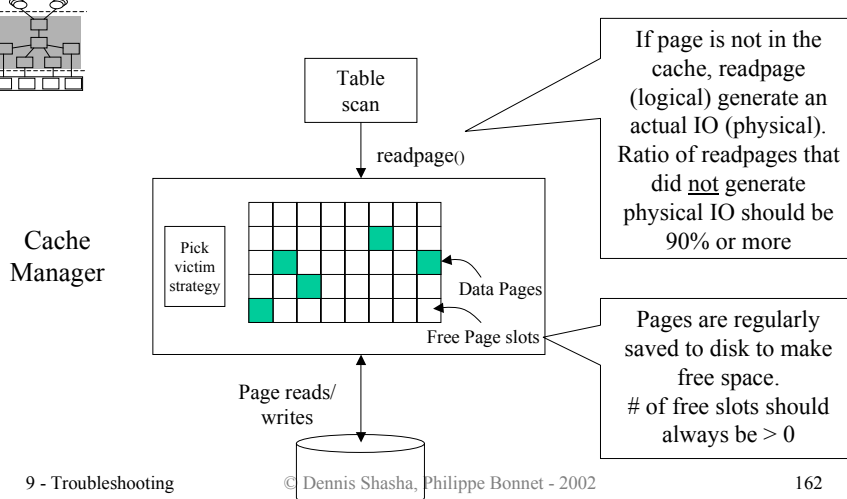 Table
scan
readpage()
If page is not in the
cache, readpage
(logical) generate an
actual IO (physical).
Ratio of readpages that
did not generate
physical IO should be
90% or more
Cache
Manager
Pick
victim
strategy
Data Pages
Free Page slots
Pages are regularly
saved to disk to make
free space.
# of free slots should
always be > 0
Page reads/
writes
9 - Troubleshooting
© Dennis Shasha, Philippe Bonnet - 2002
162